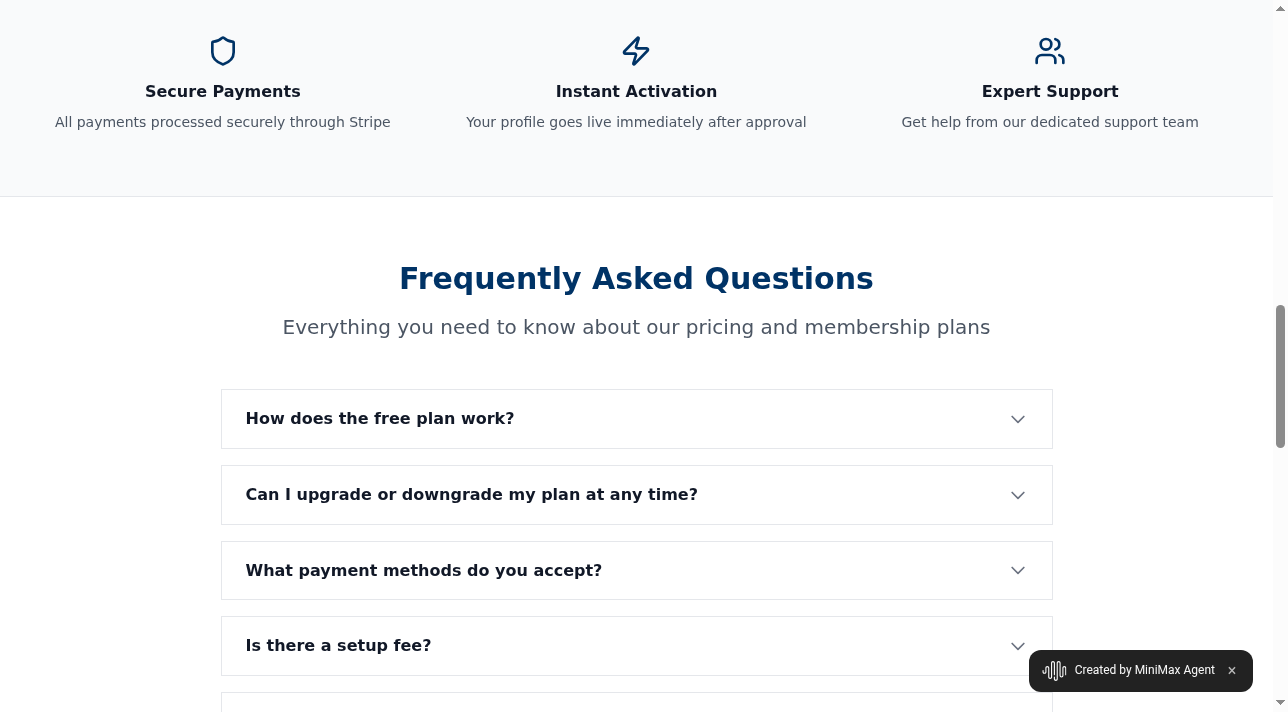 Secure Payments
All payments processed securely through Stripe
Instant Activation
Your profile goes live immediately after approval
Expert Support
Get help from our dedicated support team
Frequently Asked Questions
Everything you need to know about our pricing and membership plans
How does the free plan work?
Can I upgrade or downgrade my plan at any time?
What payment methods do you accept?
Is there a setup fee?
Created by MiniMax Agent ×